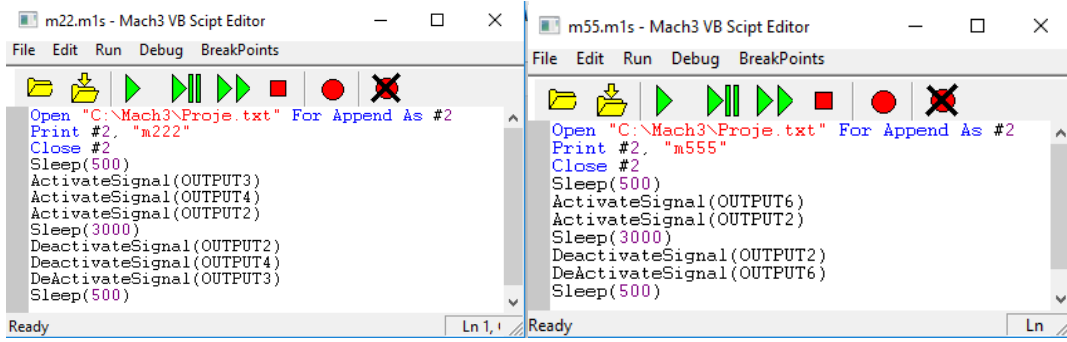 m22.m1s - Mach3 VB Scipt Editor
File Edit Run Debug BreakPoints
Open "C:\Mach3\Proje.txt" For Append As #2
Print #2, "m222"
Close #2
Sleep(500)
ActivateSignal(OUTPUT3)
ActivateSignal(OUTPUT4)
ActivateSignal(OUTPUT2)
Sleep(3000)
DeactivateSignal(OUTPUT2)
DeactivateSignal(OUTPUT4)
DeActivateSignal(OUTPUT3)
Sleep(500)
Ready
Ln 1,
m55.m1s - Mach3 VB Scipt Editor
File Edit Run Debug BreakPoints
Open "C:\Mach3\Proje.txt" For Append As #2
Print #2, "m555"
Close #2
Sleep(500)
ActivateSignal(OUTPUT6)
ActivateSignal(OUTPUT2)
Sleep(3000)
DeactivateSignal(OUTPUT2)
DeActivateSignal(OUTPUT6)
Sleep(500)
Ready
Ln